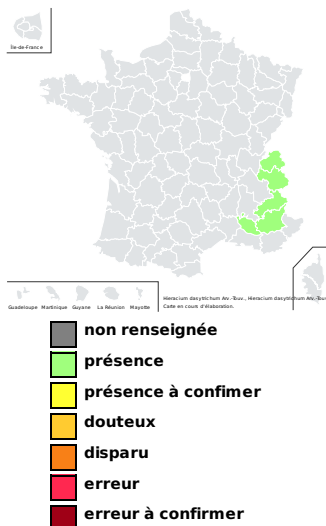 Île-de-France
Guadeloupe Martinique Guyane La Réunion Mayotte
Hieracium dasytrichum Arv.-Touv., Hieracium dasytrichum Arv.-Touv
Carte en cours d'élaboration.
non renseignée
présence
présence à confimer
douteux
disparu
erreur
erreur à confirmer